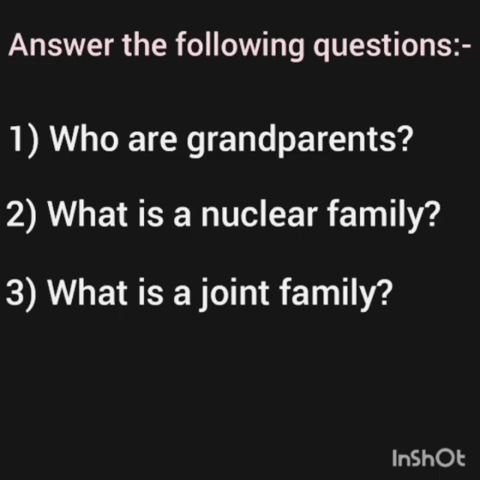 Answer the following questions:-
1) Who are grandparents?
2) What is a nuclear family?
3) What is a joint family?
InShOt